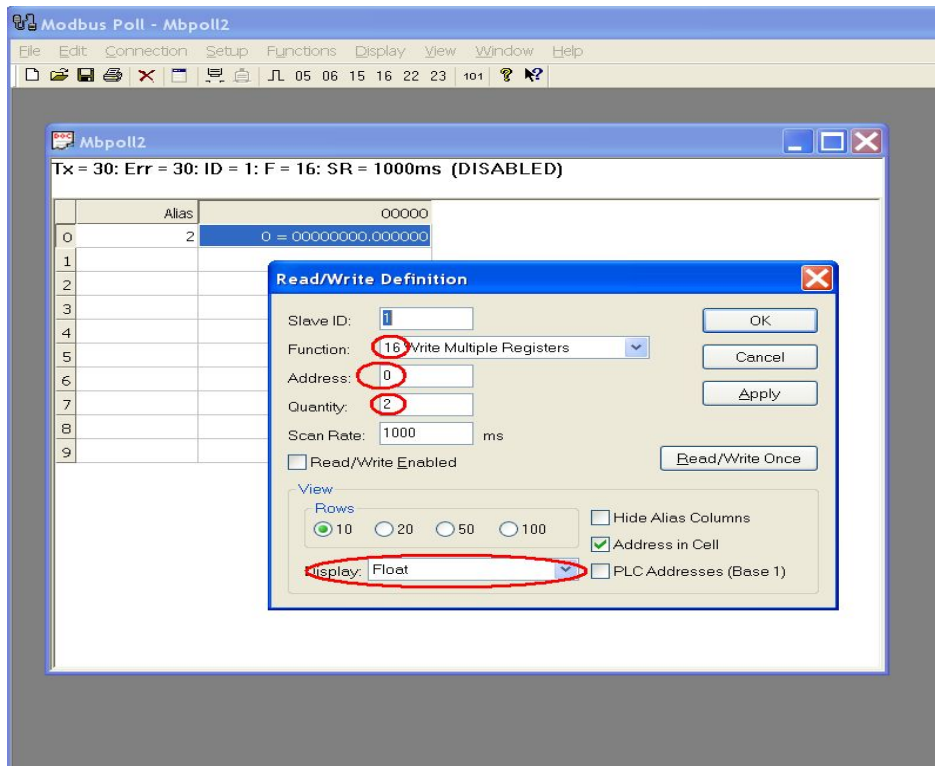 Modbus Poll - Mbpoll2
File Edit Connection Setup Functions Display View Window Help
05 06 15 16 22 23 101
Mbpoll2
Tx = 30: Err = 30: ID = 1: F = 16: SR = 1000ms (DISABLED)
Alias 00000
0 2 0 = 00000000.000000
1
2
3
4
5
6
7
8
9
Read/Write Definition
Slave ID: 1
OK
Function: 16 Write Multiple Registers
Cancel
Address: 0
Apply
Quantity: 2
Scan Rate: 1000 ms
Read/Write Enabled
Read/Write Once
View
Rows
10 20 50 100
Hide Alias Columns
Address in Cell
Display: Float
PLC Addresses (Base 1)